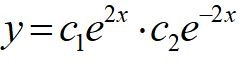 y = c₁e²ˣ · c₂e⁻²ˣ